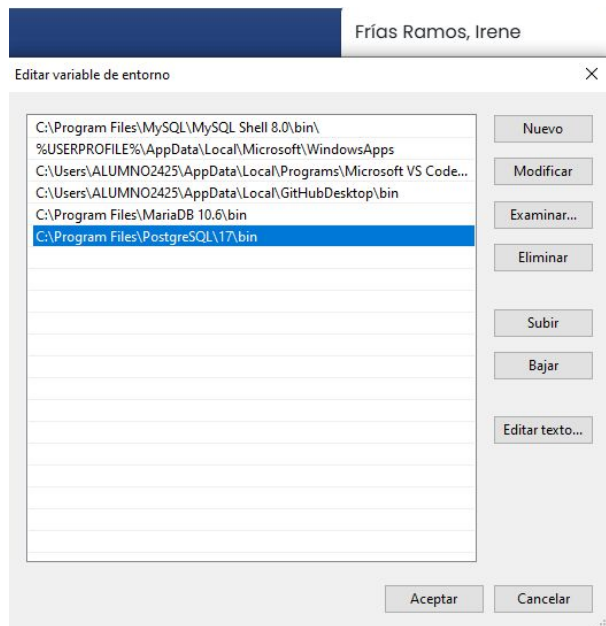 Frías Ramos, Irene
Editar variable de entorno
C:\Program Files\MySQL\MySQL Shell 8.0\bin\
%USERPROFILE%\AppData\Local\Microsoft\WindowsApps
C:\Users\ALUMNO2425\AppData\Local\Programs\Microsoft VS Code...
C:\Users\ALUMNO2425\AppData\Local\GitHubDesktop\bin
C:\Program Files\MariaDB 10.6\bin
C:\Program Files\PostgreSQL\17\bin
Nuevo
Modificar
Examinar...
Eliminar
Subir
Bajar
Editar texto...
Aceptar
Cancelar